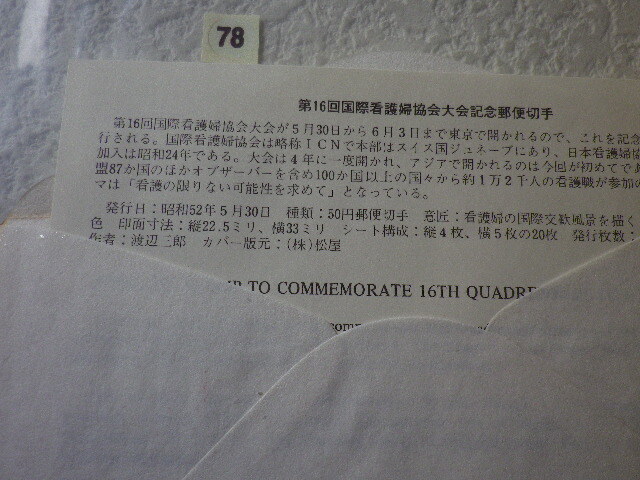 78
第16回国際看護婦協会大会記念郵便切手
第16回国際看護婦協会大会が5月30日から6月3日まで東京で開かれるので、これを記念
行される。国際看護婦協会は略称ICNで本部はスイス国ジュネーブにあり、日本看護婦協
加入は昭和24年である。大会は4年に一度開かれ、アジアで開かれるのは今回が初めてで
盟87か国のほかオブザーバーを含め100か国以上の国々から約1万2千人の看護職が参加
マは「看護の限りない可能性を求めて」となっている。
発行日：昭和52年5月30日 種類：50円郵便切手 意匠：看護婦の国際交歓風景を描く
色 印面寸法：縦22.5ミリ、横33ミリ シート構成：縦4枚、横5枚の20枚 発行枚数：
作者：渡辺三郎 カバー版元：(株)松屋
TO COMMEMORATE 16TH QUADRE